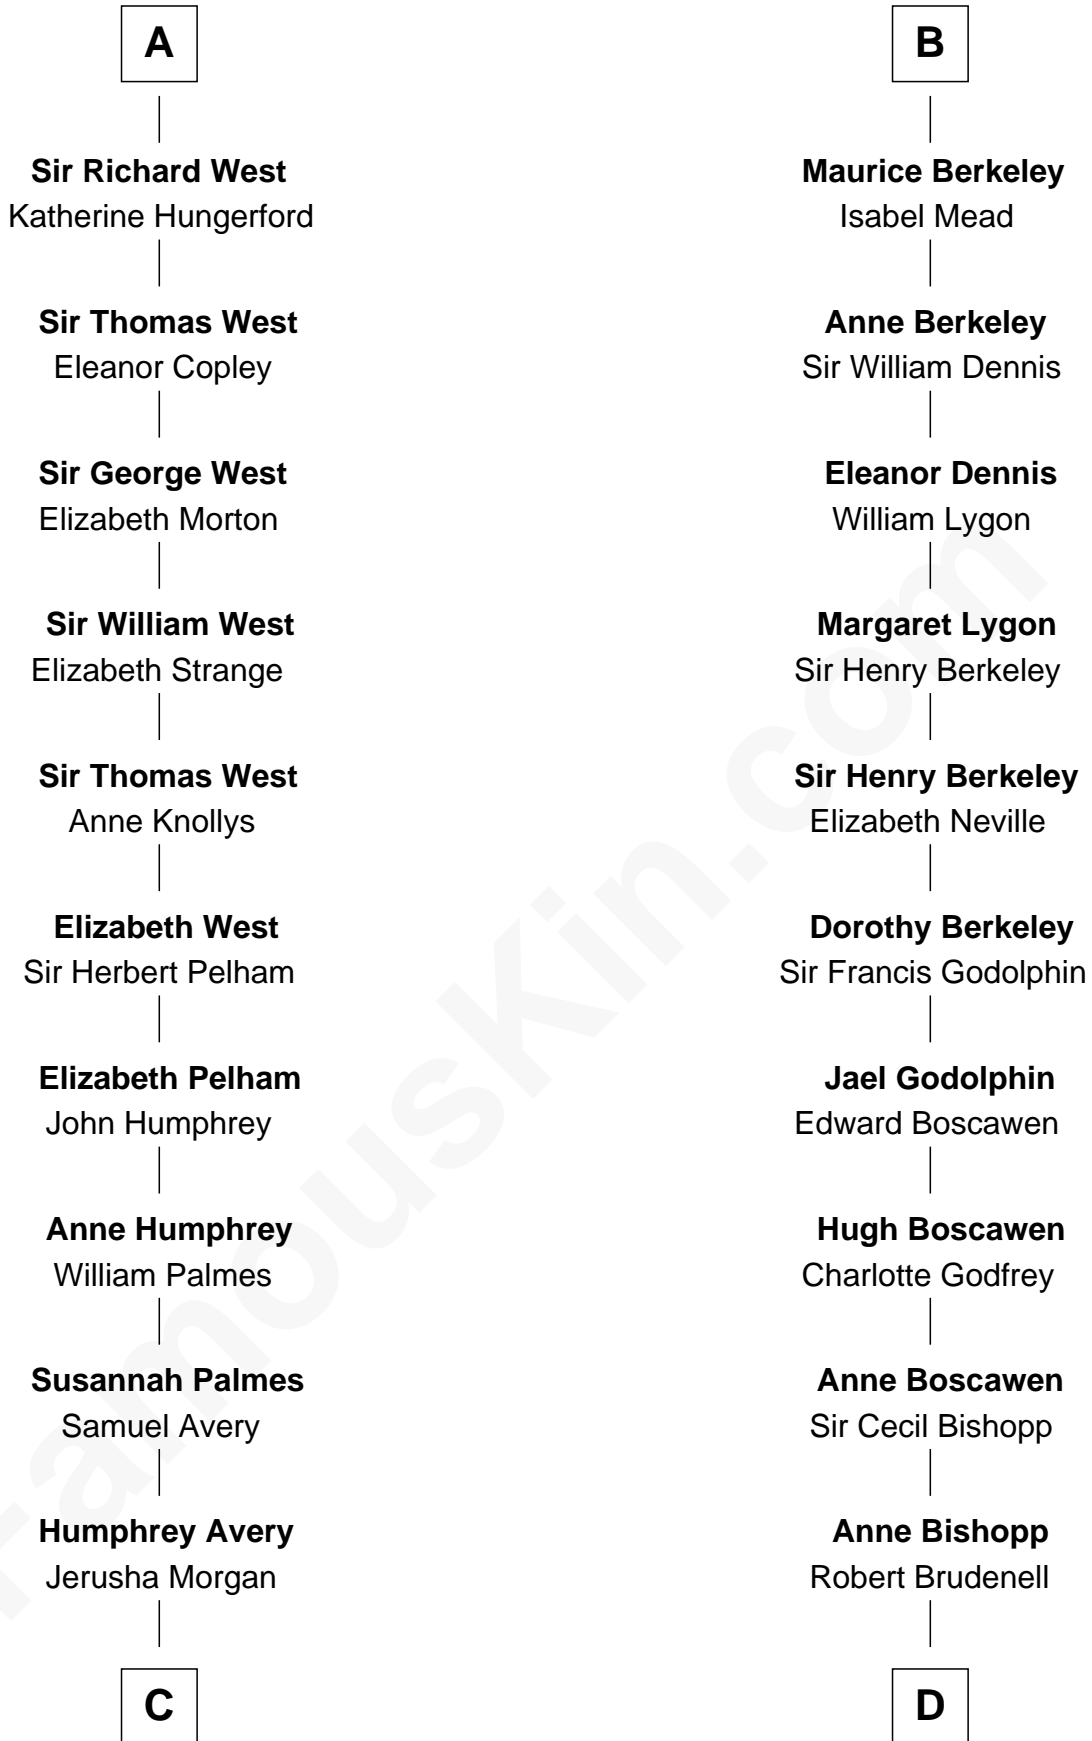 A
Sir Richard West
Katherine Hungerford
Sir Thomas West
Eleanor Copley
Sir George West
Elizabeth Morton
Sir William West
Elizabeth Strange
Sir Thomas West
Anne Knollys
Elizabeth West
Sir Herbert Pelham
Elizabeth Pelham
John Humphrey
Anne Humphrey
William Palmes
Susannah Palmes
Samuel Avery
Humphrey Avery
Jerusha Morgan
C
B
Maurice Berkeley
Isabel Mead
Anne Berkeley
Sir William Dennis
Eleanor Dennis
William Lygon
Margaret Lygon
Sir Henry Berkeley
Sir Henry Berkeley
Elizabeth Neville
Dorothy Berkeley
Sir Francis Godolphin
Jael Godolphin
Edward Boscawen
Hugh Boscawen
Charlotte Godfrey
Anne Boscawen
Sir Cecil Bishopp
Anne Bishopp
Robert Brudenell
D
FamousKin.com